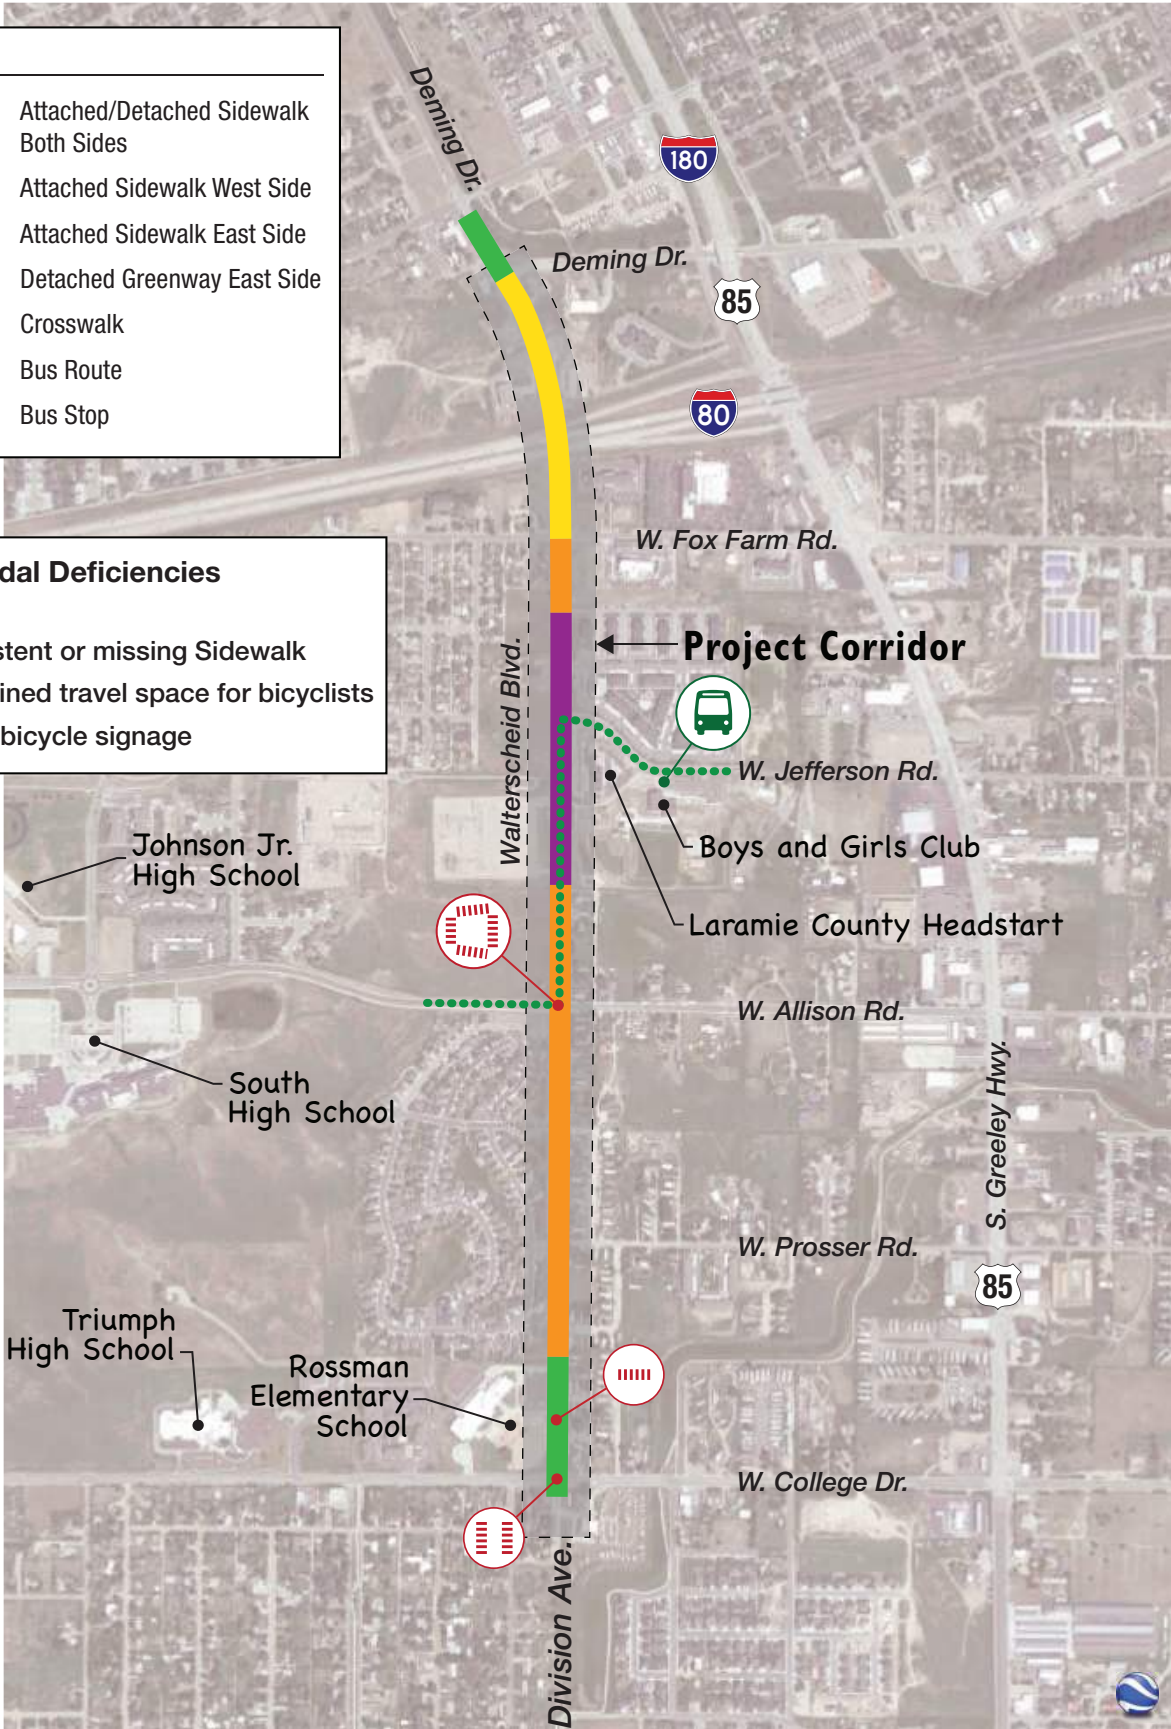 Attached/Detached Sidewalk
Both Sides
Attached Sidewalk West Side
Attached Sidewalk East Side
Detached Greenway East Side
Crosswalk
Bus Route
Bus Stop
Deming Dr.
180
Deming Dr.
85
80
W. Fox Farm Rd.
dal Deficiencies
stent or missing Sidewalk
ined travel space for bicyclists
bicycle signage
Walterscheid Blvd.
Project Corridor
W. Jefferson Rd.
Johnson Jr.
High School
Boys and Girls Club
Laramie County Headstart
W. Allison Rd.
South
High School
S. Greeley Hwy.
W. Prosser Rd.
85
Triumph
High School
Rossman
Elementary
School
W. College Dr.
Division Ave.